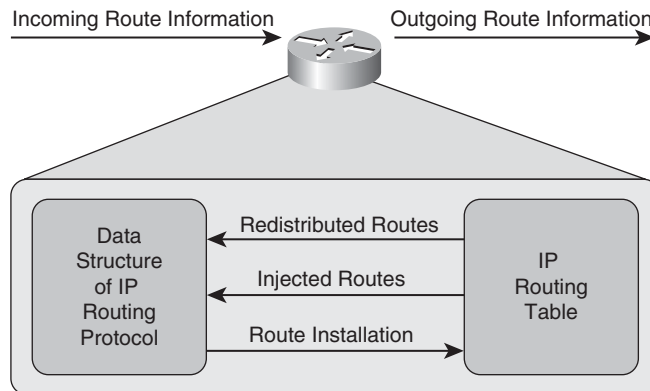 Incoming Route Information
Outgoing Route Information
Data
Structure
of IP
Routing
Protocol
Redistributed Routes
Injected Routes
Route Installation
IP
Routing
Table